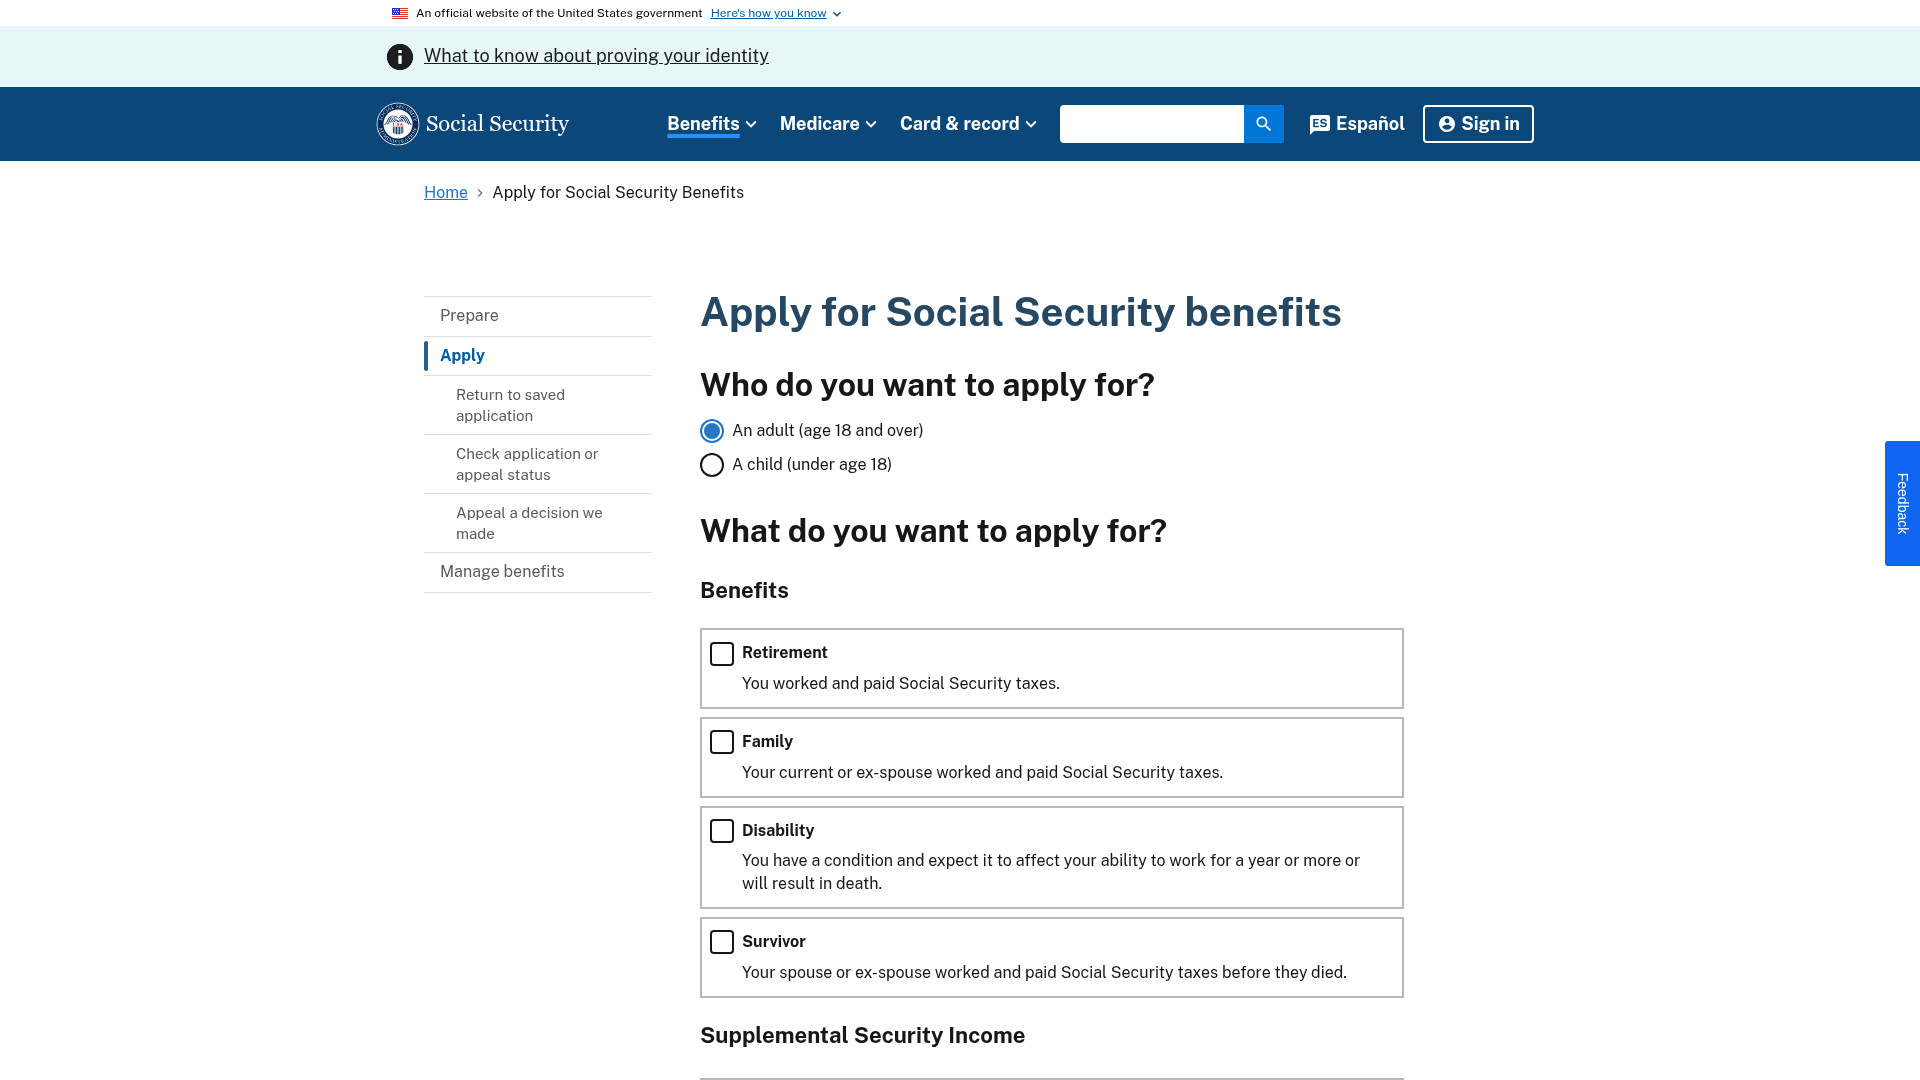 An official website of the United States government Here's how you know
What to know about proving your identity
Social Security
Benefits
Medicare
Card & record
ES Español
Sign in
Home > Apply for Social Security Benefits
Prepare
Apply
Return to saved
application
Check application or
appeal status
Appeal a decision we
made
Manage benefits
Apply for Social Security benefits
Who do you want to apply for?
An adult (age 18 and over)
A child (under age 18)
What do you want to apply for?
Benefits
Retirement
You worked and paid Social Security taxes.
Family
Your current or ex-spouse worked and paid Social Security taxes.
Disability
You have a condition and expect it to affect your ability to work for a year or more or
will result in death.
Survivor
Your spouse or ex-spouse worked and paid Social Security taxes before they died.
Supplemental Security Income
Feedback